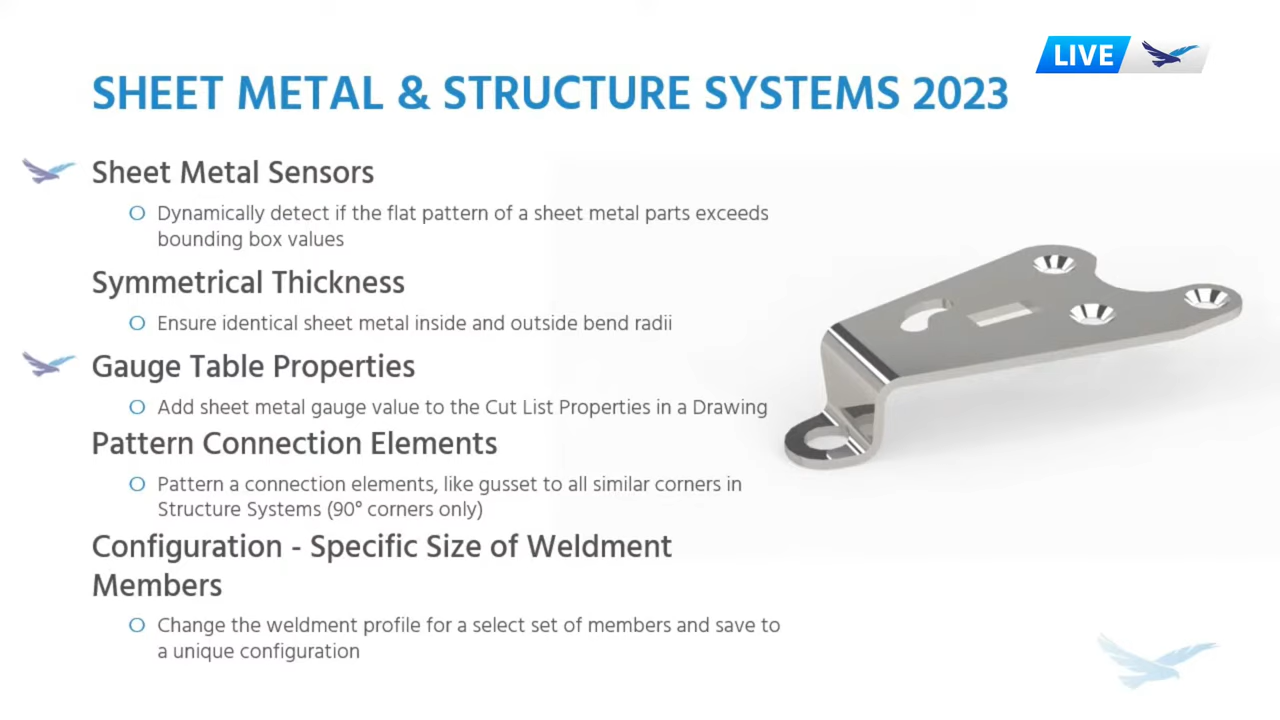 LIVE
SHEET METAL & STRUCTURE SYSTEMS 2023
Sheet Metal Sensors
Dynamically detect if the flat pattern of a sheet metal parts exceeds
bounding box values
Symmetrical Thickness
Ensure identical sheet metal inside and outside bend radii
Gauge Table Properties
Add sheet metal gauge value to the Cut List Properties in a Drawing
Pattern Connection Elements
Pattern a connection elements, like gusset to all similar corners in
Structure Systems (90° corners only)
Configuration - Specific Size of Weldment
Members
Change the weldment profile for a select set of members and save to
a unique configuration